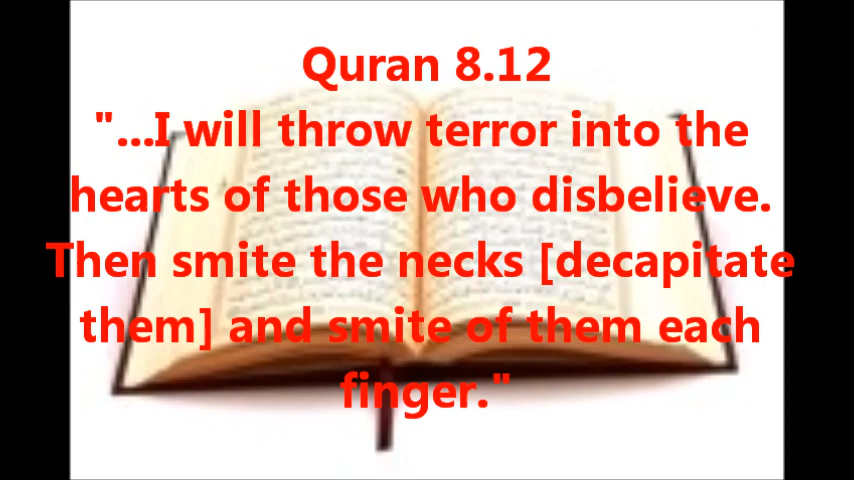 Quran 8.12
"...I will throw terror into the
hearts of those who disbelieve.
Then smite the necks [decapitate
them] and smite of them each
finger."